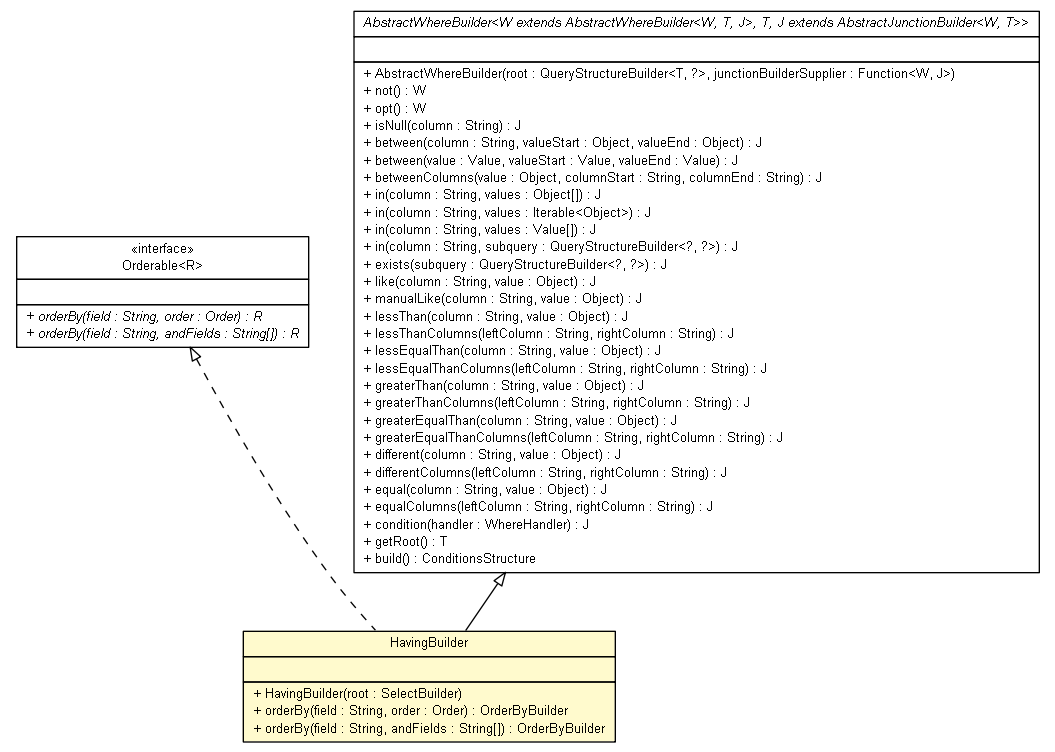 AbstractWhereBuilder<W extends AbstractWhereBuilder<W, T, J>, T, J extends AbstractJunctionBuilder<W, T>>
+ AbstractWhereBuilder(root : QueryStructureBuilder<T, ?>, junctionBuilderSupplier : Function<W, J>)
+ not() : W
+ opt() : W
+ isNull(column : String) : J
+ between(column : String, valueStart : Object, valueEnd : Object) : J
+ between(value : Value, valueStart : Value, valueEnd : Value) : J
+ betweenColumns(value : Object, columnStart : String, columnEnd : String) : J
+ in(column : String, values : Object[]) : J
+ in(column : String, values : Iterable<Object>) : J
+ in(column : String, values : Value[]) : J
+ in(column : String, subquery : QueryStructureBuilder<?, ?>) : J
+ exists(subquery : QueryStructureBuilder<?, ?>) : J
+ like(column : String, value : Object) : J
+ manualLike(column : String, value : Object) : J
+ lessThan(column : String, value : Object) : J
+ lessThanColumns(leftColumn : String, rightColumn : String) : J
+ lessEqualThan(column : String, value : Object) : J
+ lessEqualThanColumns(leftColumn : String, rightColumn : String) : J
+ greaterThan(column : String, value : Object) : J
+ greaterThanColumns(leftColumn : String, rightColumn : String) : J
+ greaterEqualThan(column : String, value : Object) : J
+ greaterEqualThanColumns(leftColumn : String, rightColumn : String) : J
+ different(column : String, value : Object) : J
+ differentColumns(leftColumn : String, rightColumn : String) : J
+ equal(column : String, value : Object) : J
+ equalColumns(leftColumn : String, rightColumn : String) : J
+ condition(handler : WhereHandler) : J
+ getRoot() : T
+ build() : ConditionsStructure
«interface»
Orderable<R>
+ orderBy(field : String, order : Order) : R
+ orderBy(field : String, andFields : String[]) : R
HavingBuilder
+ HavingBuilder(root : SelectBuilder)
+ orderBy(field : String, order : Order) : OrderByBuilder
+ orderBy(field : String, andFields : String[]) : OrderByBuilder